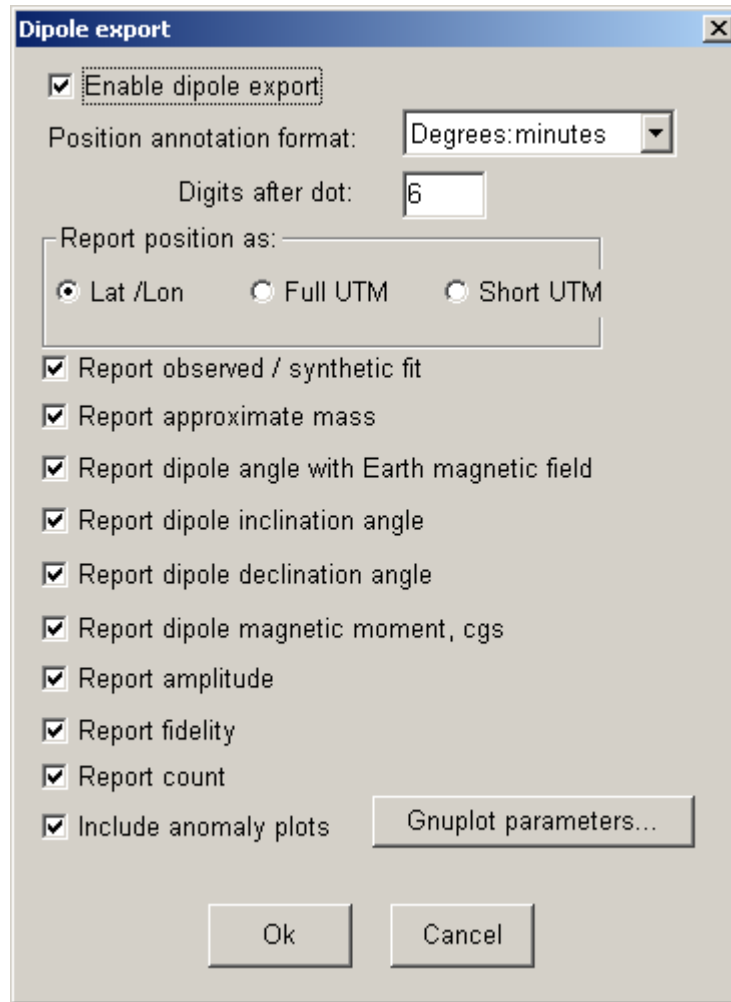 Dipole export
Enable dipole export
Position annotation format: Degrees:minutes
Digits after dot: 6
Report position as:
Lat /Lon Full UTM Short UTM
Report observed / synthetic fit
Report approximate mass
Report dipole angle with Earth magnetic field
Report dipole inclination angle
Report dipole declination angle
Report dipole magnetic moment, cgs
Report amplitude
Report fidelity
Report count
Include anomaly plots Gnuplot parameters...
Ok Cancel